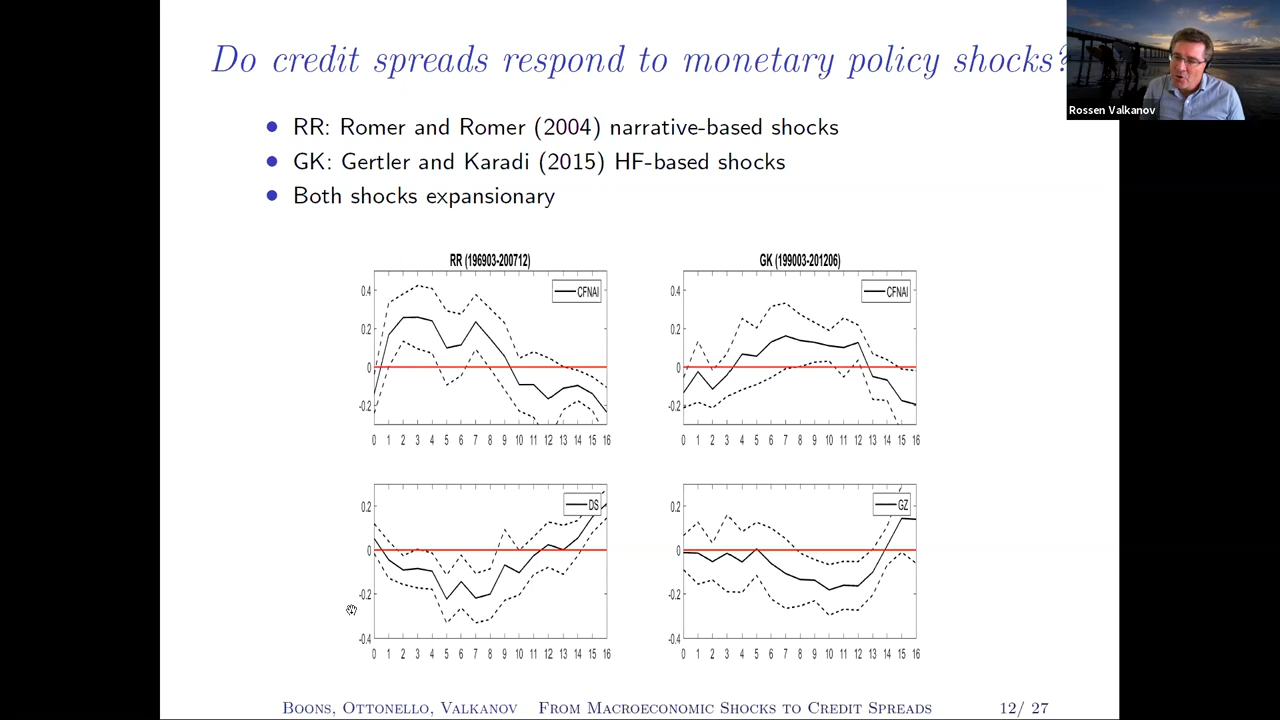 Do credit spreads respond to monetary policy shocks?
Rossen Valkanov
RR: Romer and Romer (2004) narrative-based shocks
GK: Gertler and Karadi (2015) HF-based shocks
Both shocks expansionary
RR (196903-200712)
CFNAI
0.4
0.2
0
-0.2
0 1 2 3 4 5 6 7 8 9 10 11 12 13 14 15 16
GK (199003-201206)
CFNAI
0.4
0.2
0
-0.2
0 1 2 3 4 5 6 7 8 9 10 11 12 13 14 15 16
DS
0.2
0
-0.2
-0.4
0 1 2 3 4 5 6 7 8 9 10 11 12 13 14 15 16
GZ
0.2
0
-0.2
-0.4
0 1 2 3 4 5 6 7 8 9 10 11 12 13 14 15 16
Boons, Ottonello, Valkanov From Macroeconomic Shocks to Credit Spreads 12/ 27